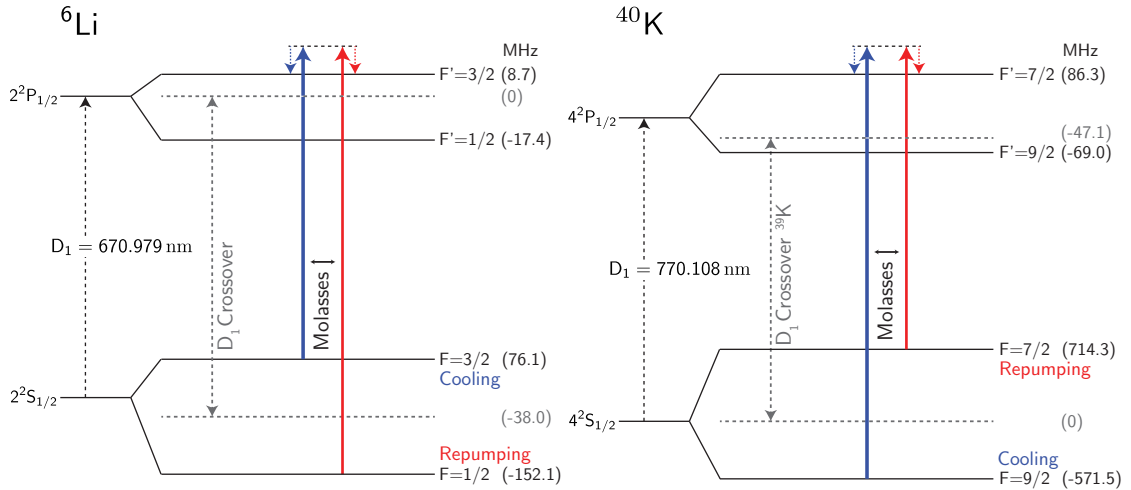 ⁶Li
MHz
F'=3/2 (8.7)
2²P₁/₂
(0)
F'=1/2 (-17.4)
D₁ = 670.979 nm
D₁ Crossover
Molasses
F=3/2 (76.1)
Cooling
2²S₁/₂
(-38.0)
Repumping
F=1/2 (-152.1)
⁴⁰K
MHz
F'=7/2 (86.3)
4²P₁/₂
(-47.1)
F'=9/2 (-69.0)
D₁ = 770.108 nm
D₁ Crossover ³⁹K
Molasses
F=7/2 (714.3)
Repumping
4²S₁/₂
(0)
Cooling
F=9/2 (-571.5)